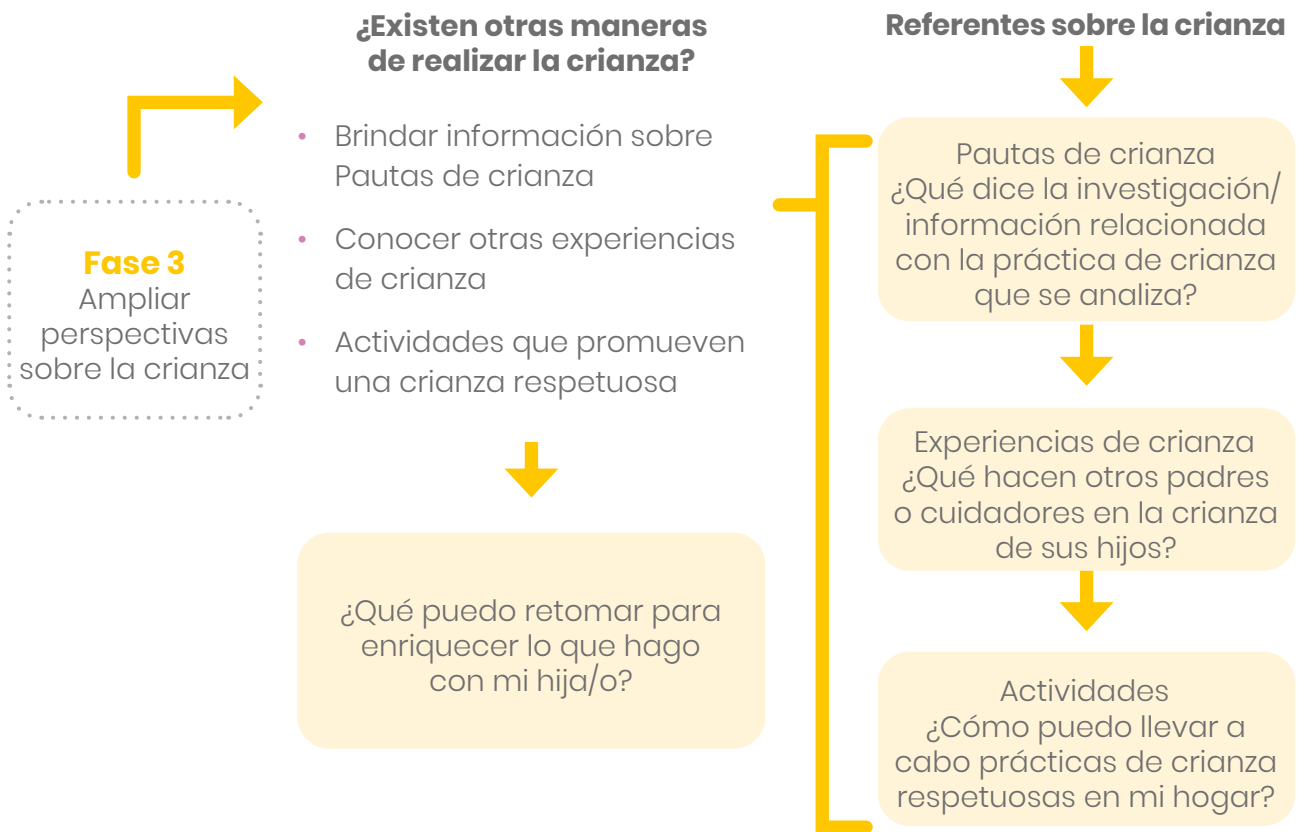 Fase 3
Ampliar
perspectivas
sobre la crianza
¿Existen otras maneras
de realizar la crianza?
• Brindar información sobre
Pautas de crianza
• Conocer otras experiencias
de crianza
• Actividades que promueven
una crianza respetuosa
¿Qué puedo retomar para
enriquecer lo que hago
con mi hija/o?
Referentes sobre la crianza
Pautas de crianza
¿Qué dice la investigación/
información relacionada
con la práctica de crianza
que se analiza?
Experiencias de crianza
¿Qué hacen otros padres
o cuidadores en la crianza
de sus hijos?
Actividades
¿Cómo puedo llevar a
cabo prácticas de crianza
respetuosas en mi hogar?